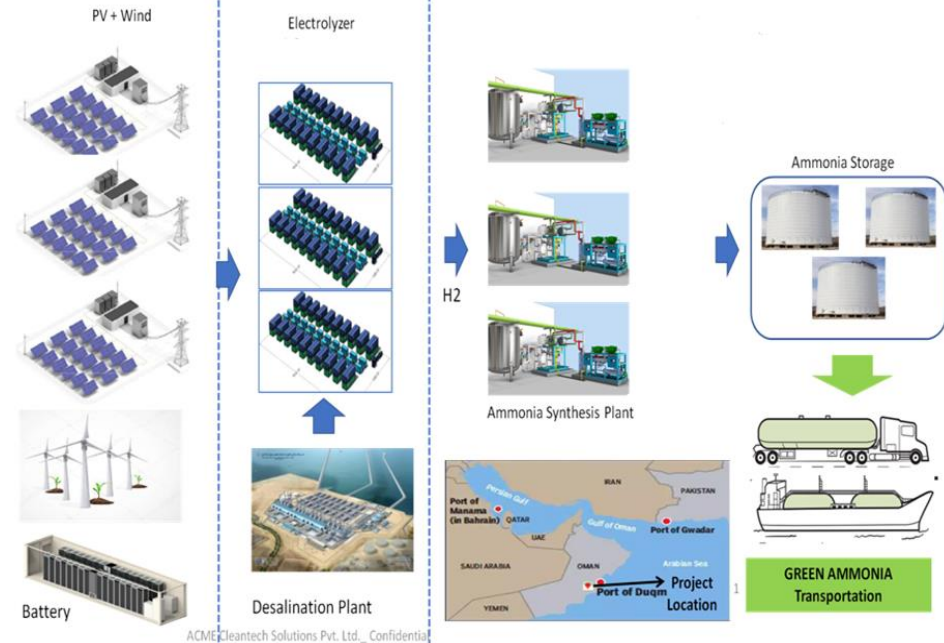 PV + Wind
Electrolyzer
Ammonia Storage
H2
Ammonia Synthesis Plant
Battery
Desalination Plant
IRAN
PAKISTAN
Persian Gulf
Port of
Manama
(in Bahrain)
QATAR
UAE
Gulf of Oman
Port of Gwadar
SAUDI ARABIA
OMAN
Arabian Sea
Port of Duqm
YEMEN
Project
Location
1
GREEN AMMONIA
Transportation
ACME Cleantech Solutions Pvt. Ltd._ Confidential